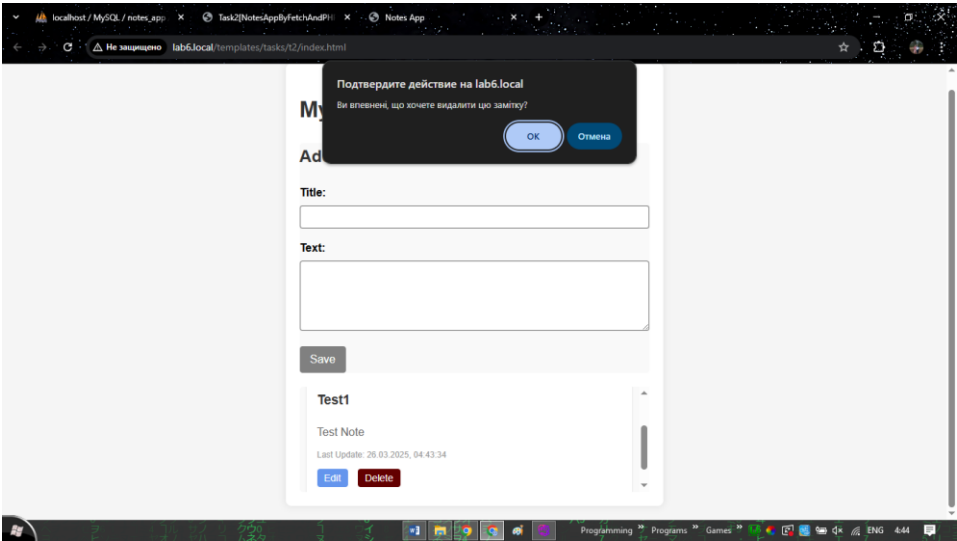 localhost / MySQL / notes_app
Task2|NotesAppByFetchAndPH
Notes App
Не защищено
lab6.local/templates/tasks/t2/index.html
Подтвердите действие на lab6.local
Ви впевнені, що хочете видалити цю замітку?
ОК
Отмена
My
Ad
Title:
Text:
Save
Test1
Test Note
Last Update: 26.03.2025, 04:43:34
Edit
Delete
Programming
Programs
Games
ENG
4:44